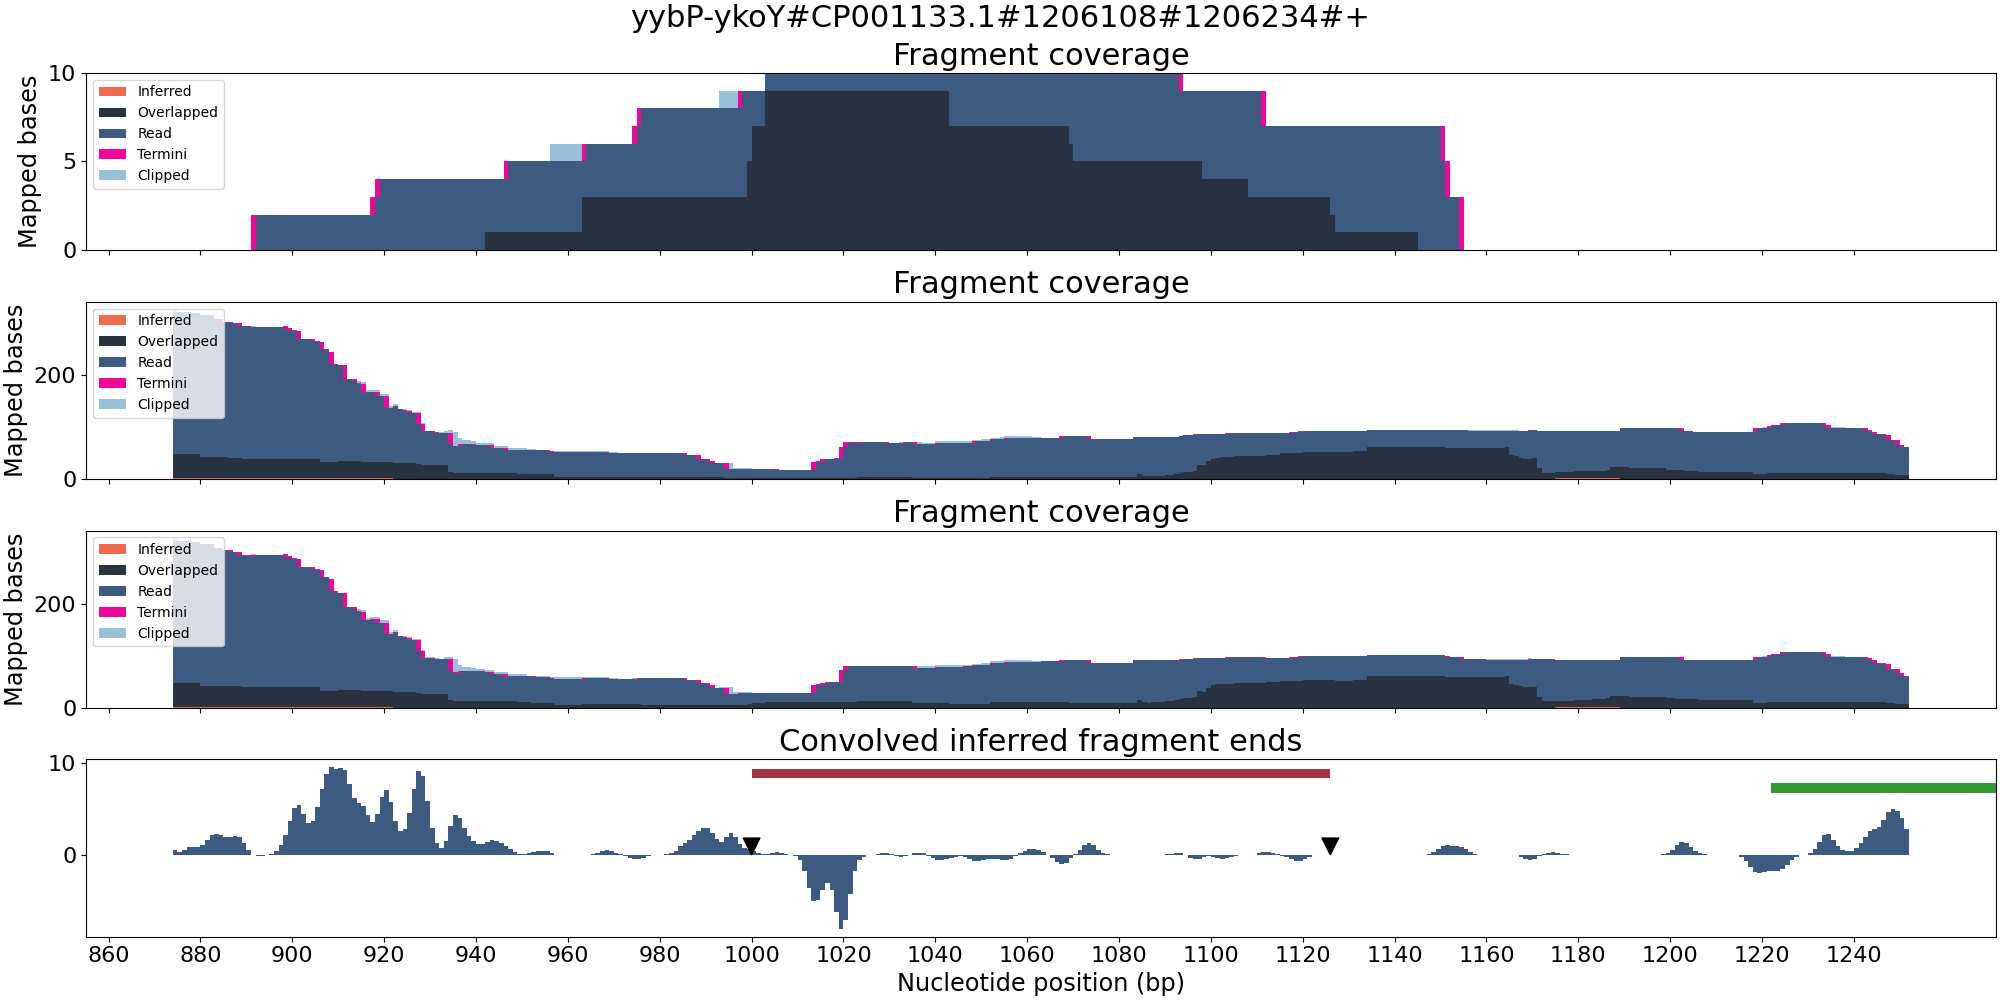 yybP-ykoY#CP001133.1#1206108#1206234#+
Fragment coverage
Mapped bases
10
5
0
Inferred
Overlapped
Read
Termini
Clipped
Fragment coverage
Mapped bases
200
0
Inferred
Overlapped
Read
Termini
Clipped
Fragment coverage
Mapped bases
200
0
Inferred
Overlapped
Read
Termini
Clipped
Convolved inferred fragment ends
10
0
860 880 900 920 940 960 980 1000 1020 1040 1060 1080 1100 1120 1140 1160 1180 1200 1220 1240
Nucleotide position (bp)